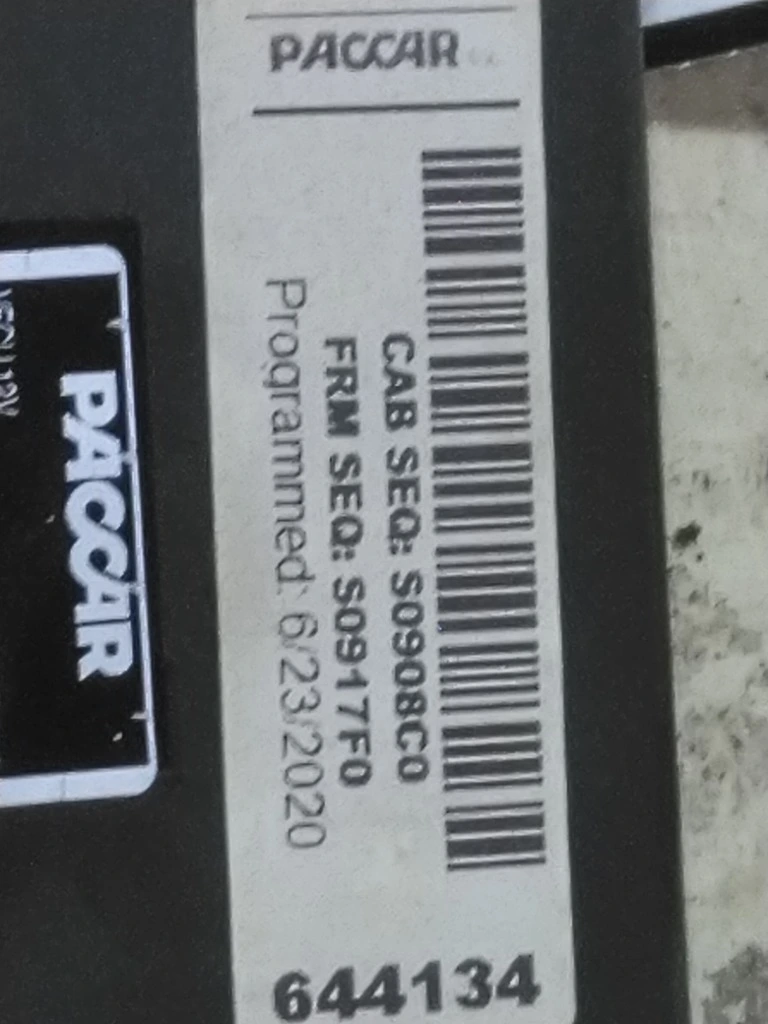 PACCAR
CAB SEQ: S0908C0
FRM SEQ: S0917F0
Programmed: 6/23/2020
644134
PACCAR